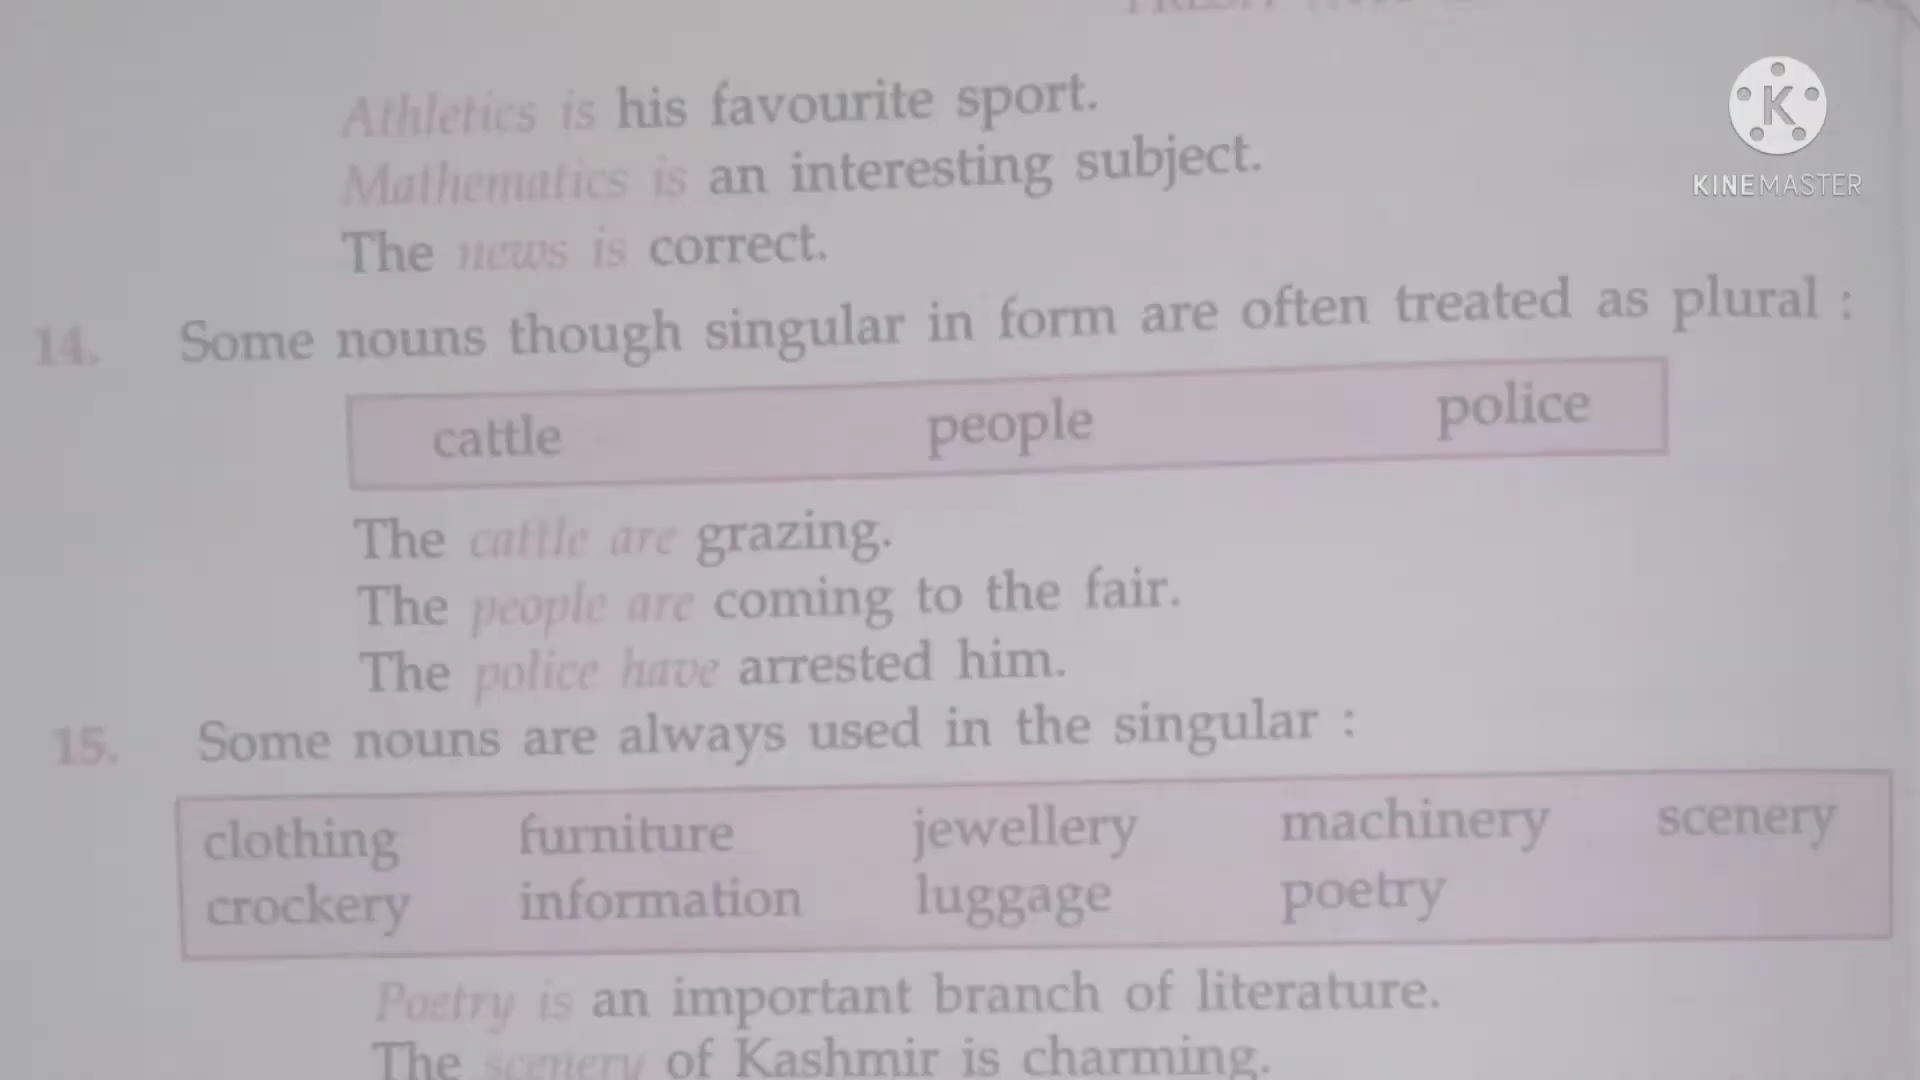 Athletics is his favourite sport.
Mathematics is an interesting subject.
The news is correct.
14. Some nouns though singular in form are often treated as plural :
cattle people police
The cattle are grazing.
The people are coming to the fair.
The police have arrested him.
15. Some nouns are always used in the singular :
clothing furniture jewellery machinery scenery
crockery information luggage poetry
Poetry is an important branch of literature.
The scenery of Kashmir is charming.
K
KINEMASTER